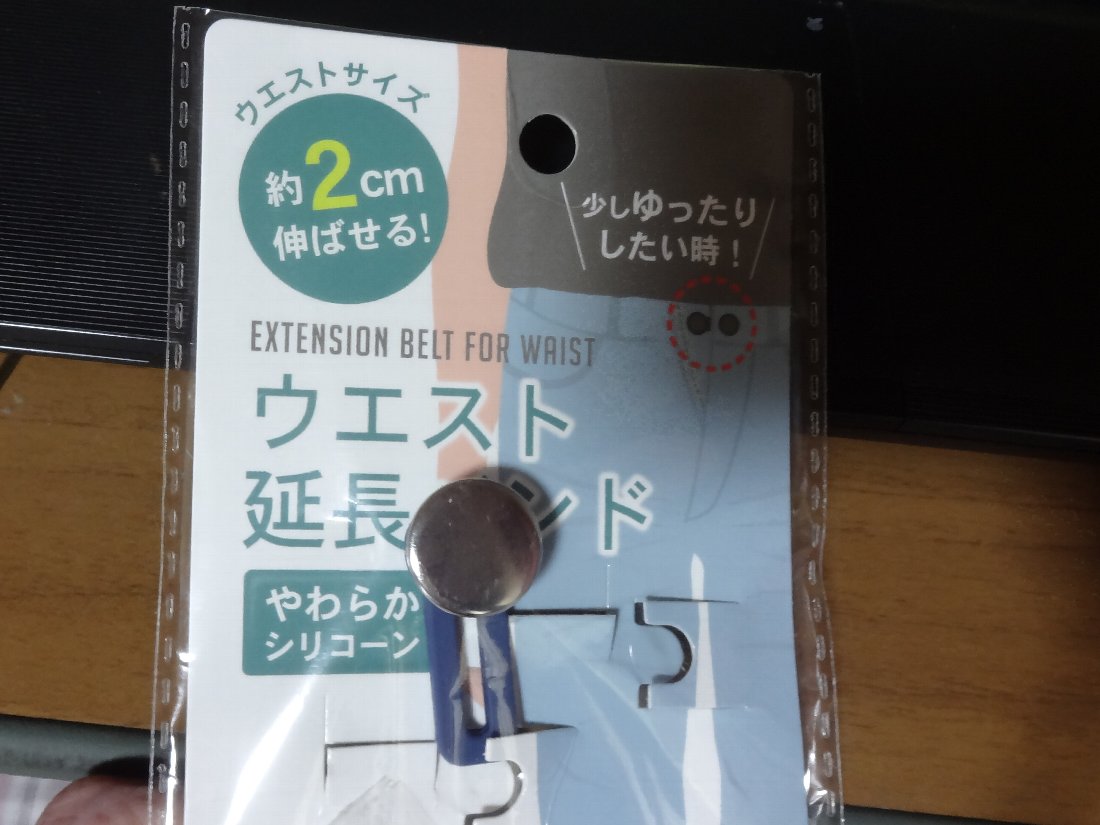 ウエストサイズ
約2cm
伸ばせる!
少しゆったり
したい時!
EXTENSION BELT FOR WAIST
ウエスト
延長 ンド
やわらか
シリコーン